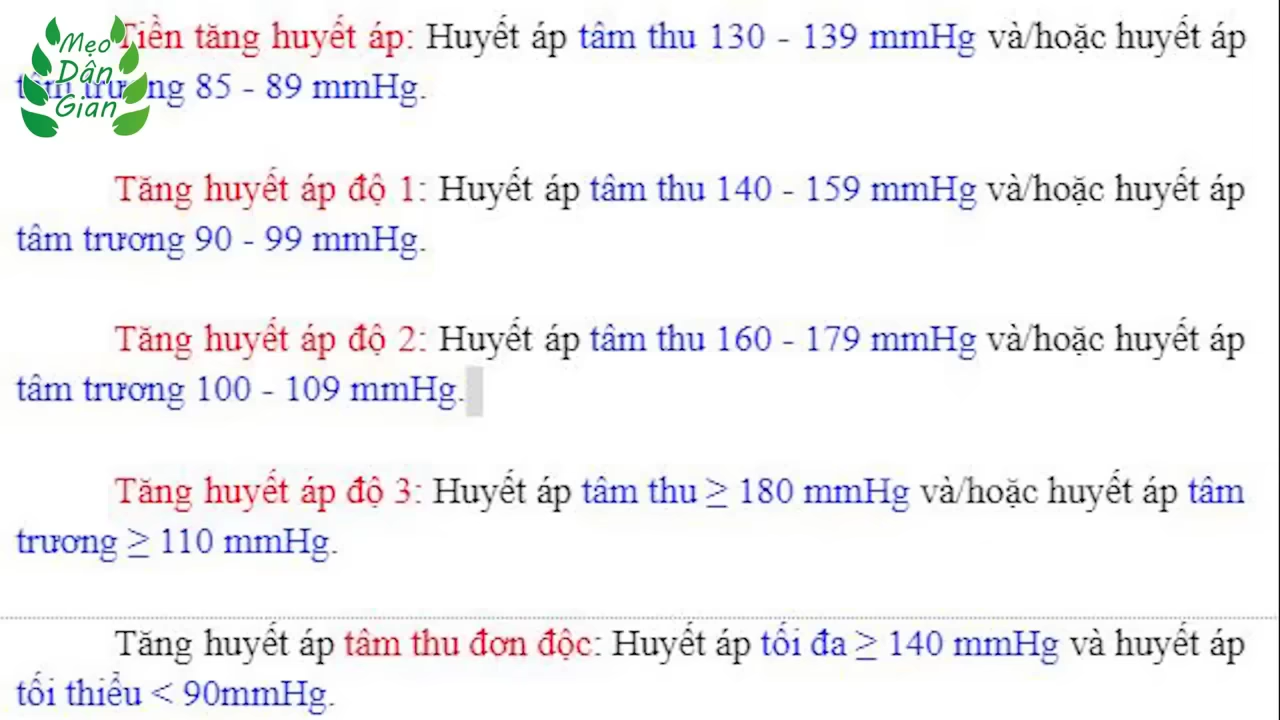 Mẹo
Dân
Gian
Tiền tăng huyết áp: Huyết áp tâm thu 130 - 139 mmHg và/hoặc huyết áp
tâm trương 85 - 89 mmHg.
Tăng huyết áp độ 1: Huyết áp tâm thu 140 - 159 mmHg và/hoặc huyết áp
tâm trương 90 - 99 mmHg.
Tăng huyết áp độ 2: Huyết áp tâm thu 160 - 179 mmHg và/hoặc huyết áp
tâm trương 100 - 109 mmHg.
Tăng huyết áp độ 3: Huyết áp tâm thu ≥ 180 mmHg và/hoặc huyết áp tâm
trương ≥ 110 mmHg.
Tăng huyết áp tâm thu đơn độc: Huyết áp tối đa ≥ 140 mmHg và huyết áp
tối thiểu < 90mmHg.